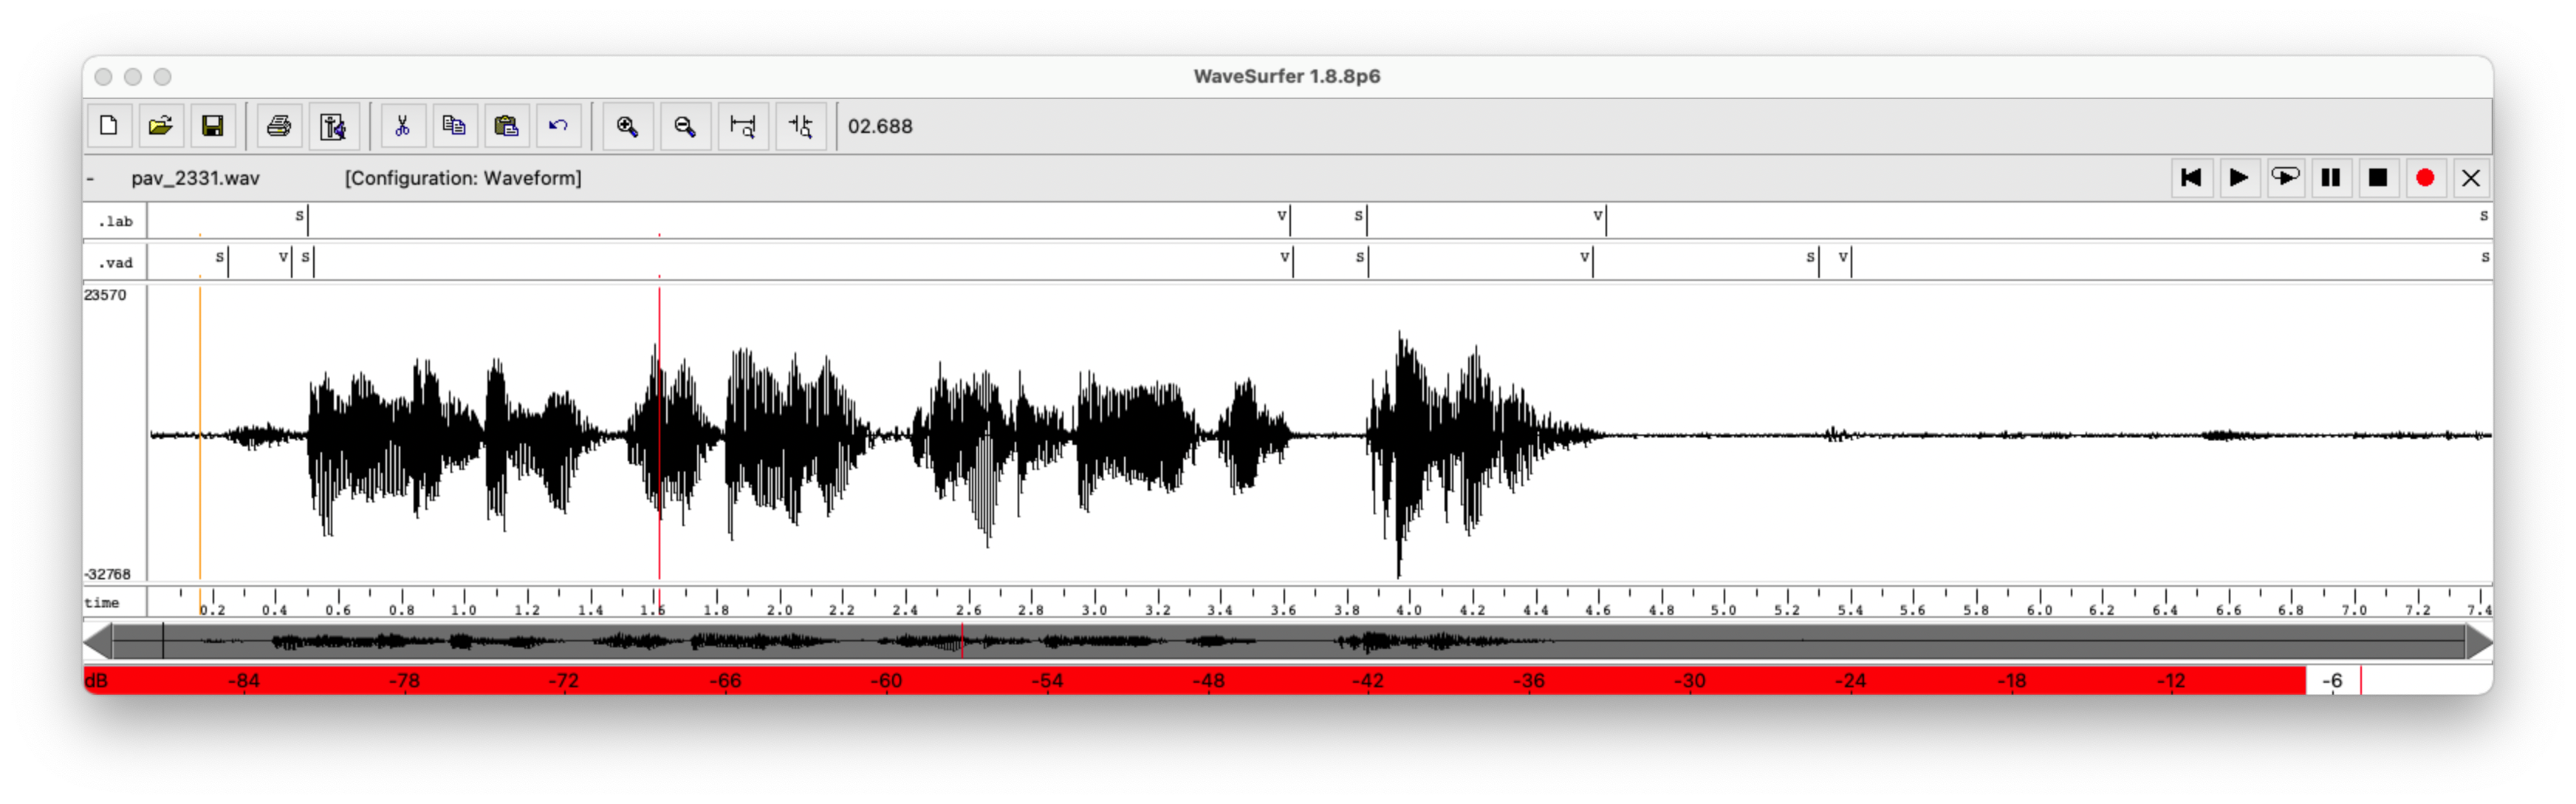 WaveSurfer 1.8.8p6
02.688
- pav_2331.wav [Configuration: Waveform]
.lab s v s v s
.vad s v s v s v s v s
23570
-32768
time 0.2 0.4 0.6 0.8 1.0 1.2 1.4 1.6 1.8 2.0 2.2 2.4 2.6 2.8 3.0 3.2 3.4 3.6 3.8 4.0 4.2 4.4 4.6 4.8 5.0 5.2 5.4 5.6 5.8 6.0 6.2 6.4 6.6 6.8 7.0 7.2 7.4
dB -84 -78 -72 -66 -60 -54 -48 -42 -36 -30 -24 -18 -12 -6